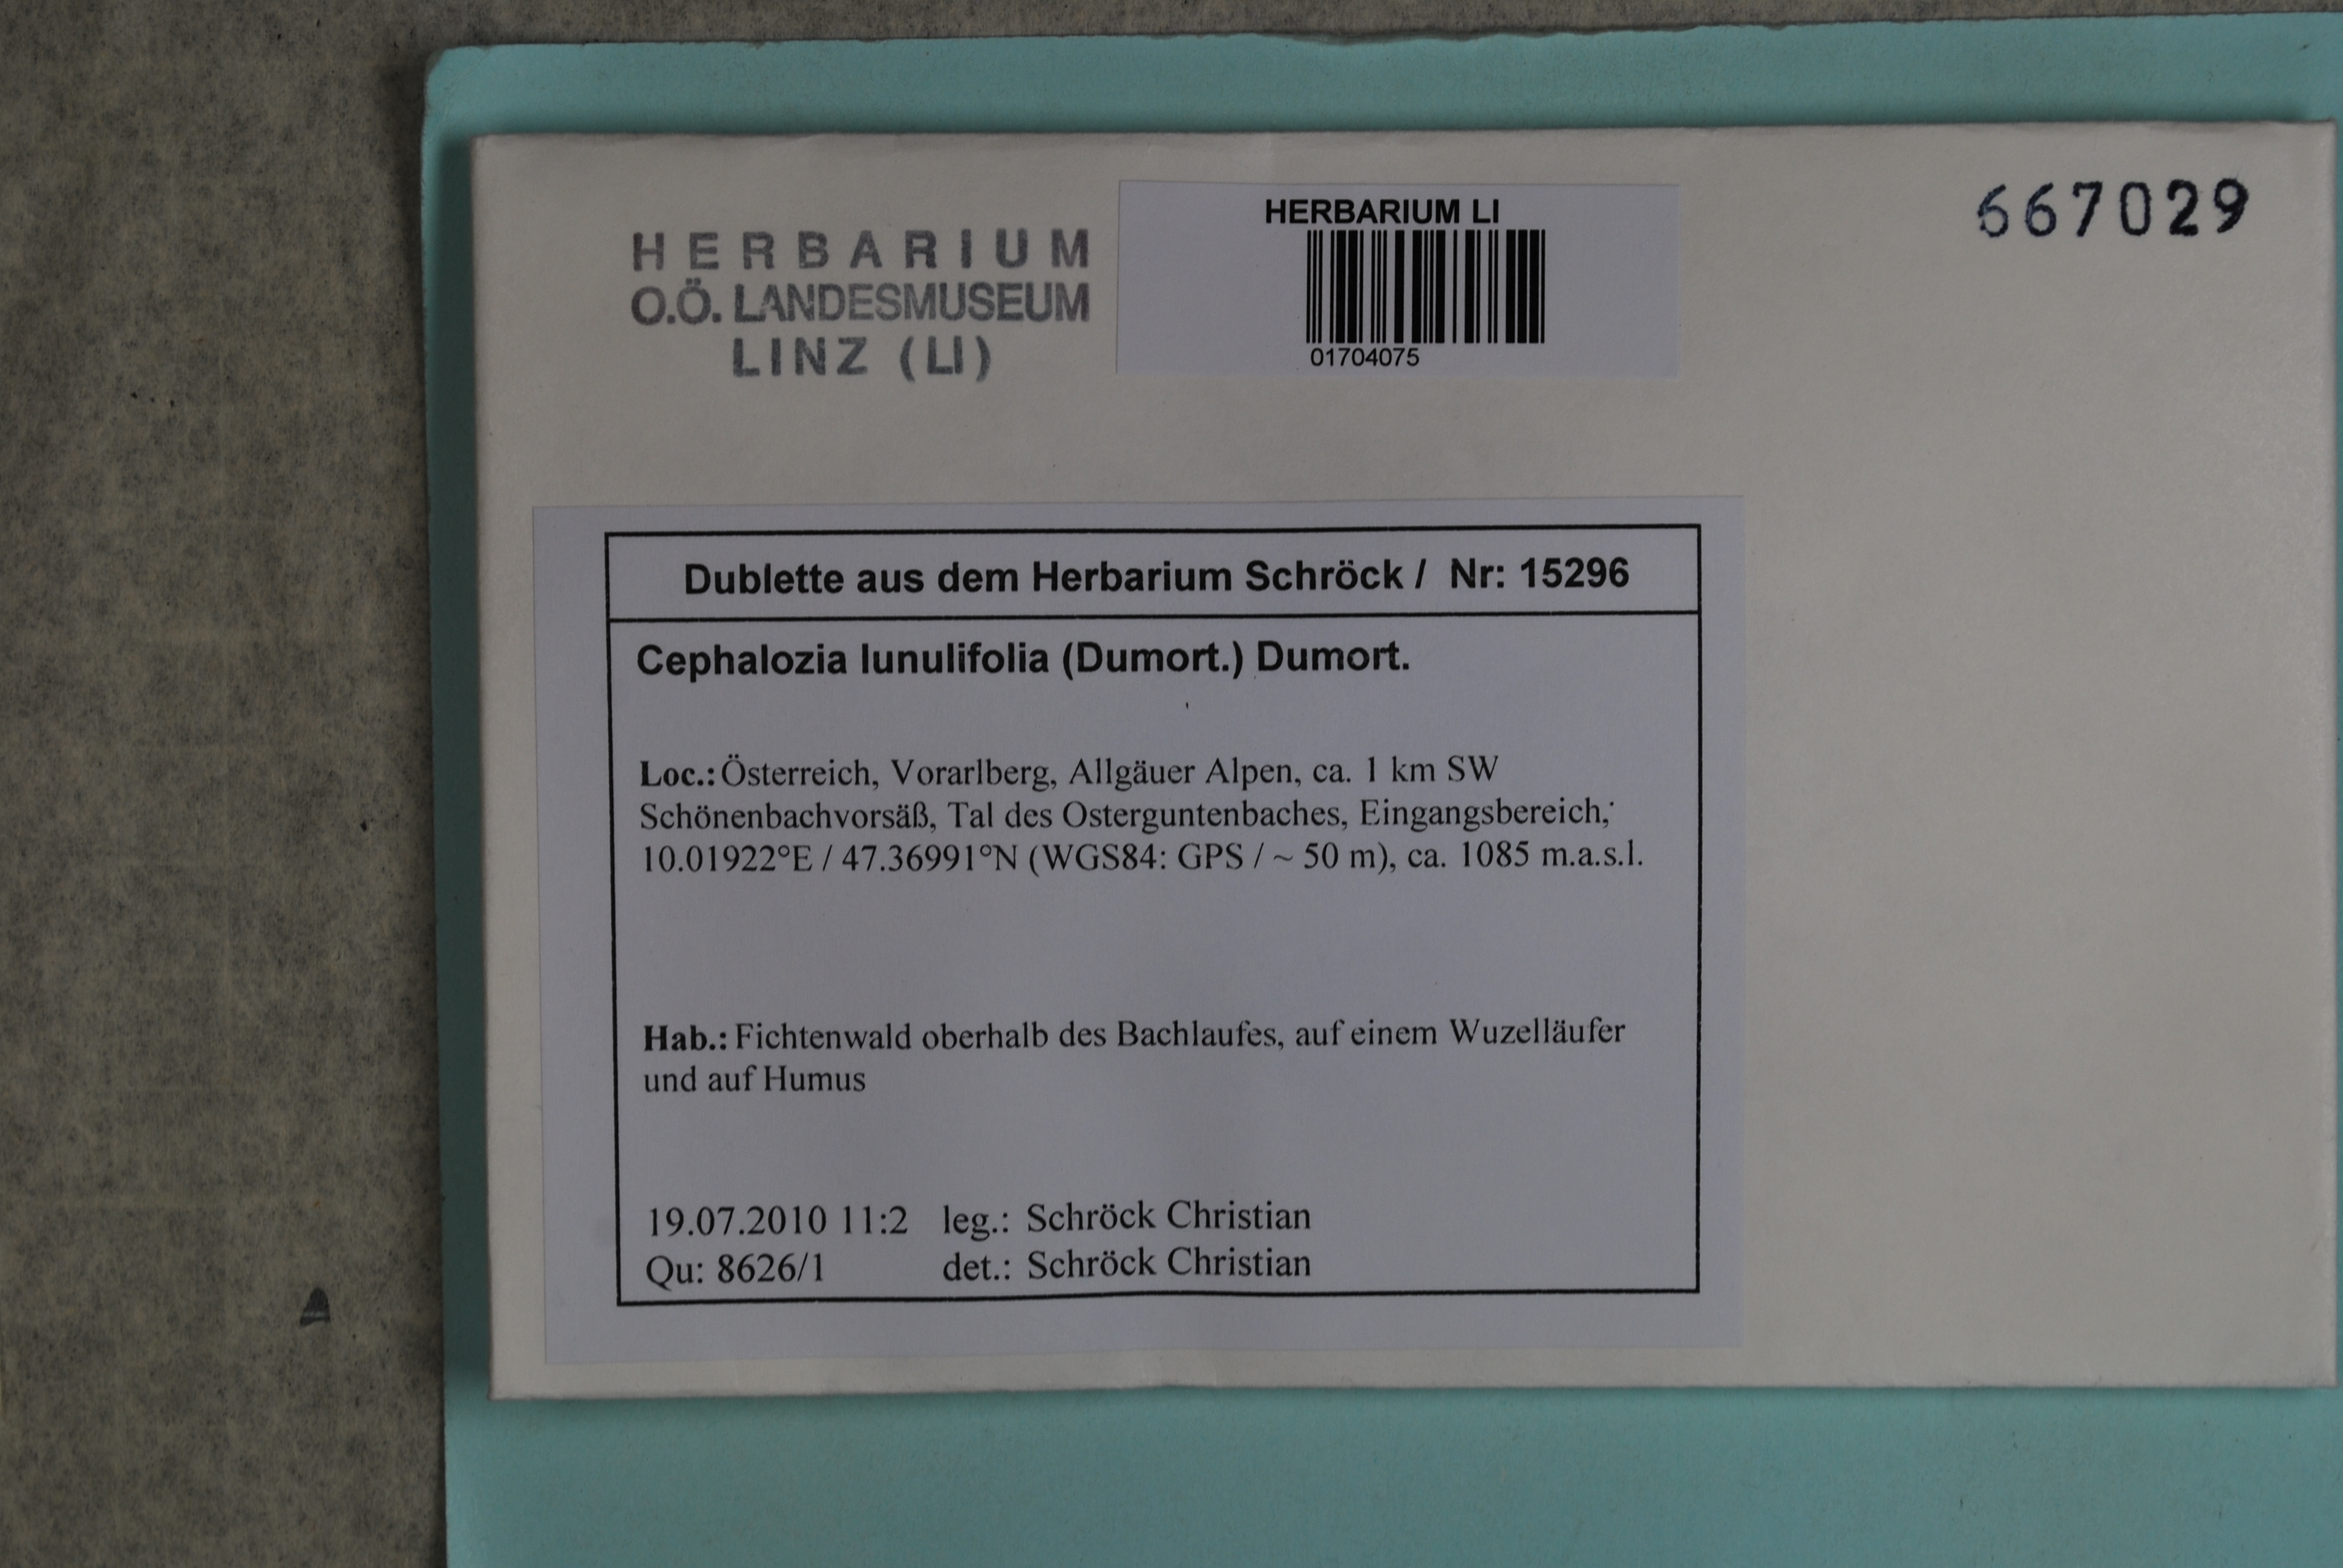 HERBARIUM
O.Ö. LANDESMUSEUM
LINZ (LI)
HERBARIUM LI
01704075
667029
Dublette aus dem Herbarium Schröck / Nr: 15296
Cephalozia lunulifolia (Dumort.) Dumort.
Loc.: Österreich, Vorarlberg, Allgäuer Alpen, ca. 1 km SW
Schönenbachvorsäß, Tal des Osterguntenbaches, Eingangsbereich;
10.01922°E / 47.36991°N (WGS84: GPS / ~ 50 m), ca. 1085 m.a.s.l.
Hab.: Fichtenwald oberhalb des Bachlaufes, auf einem Wuzelläufer
und auf Humus
19.07.2010 11:2 leg.: Schröck Christian
Qu: 8626/1 det.: Schröck Christian